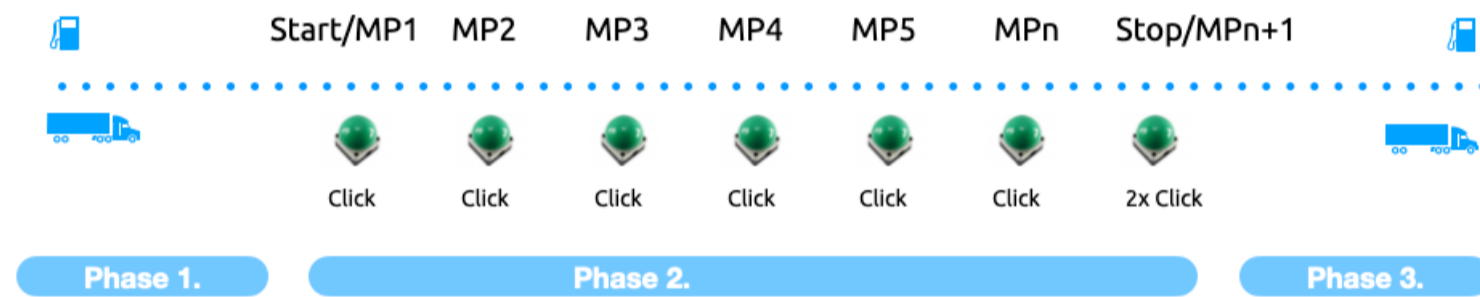 Start/MP1 MP2 MP3 MP4 MP5 MPn Stop/MPn+1
Click Click Click Click Click Click 2x Click
Phase 1. Phase 2. Phase 3.